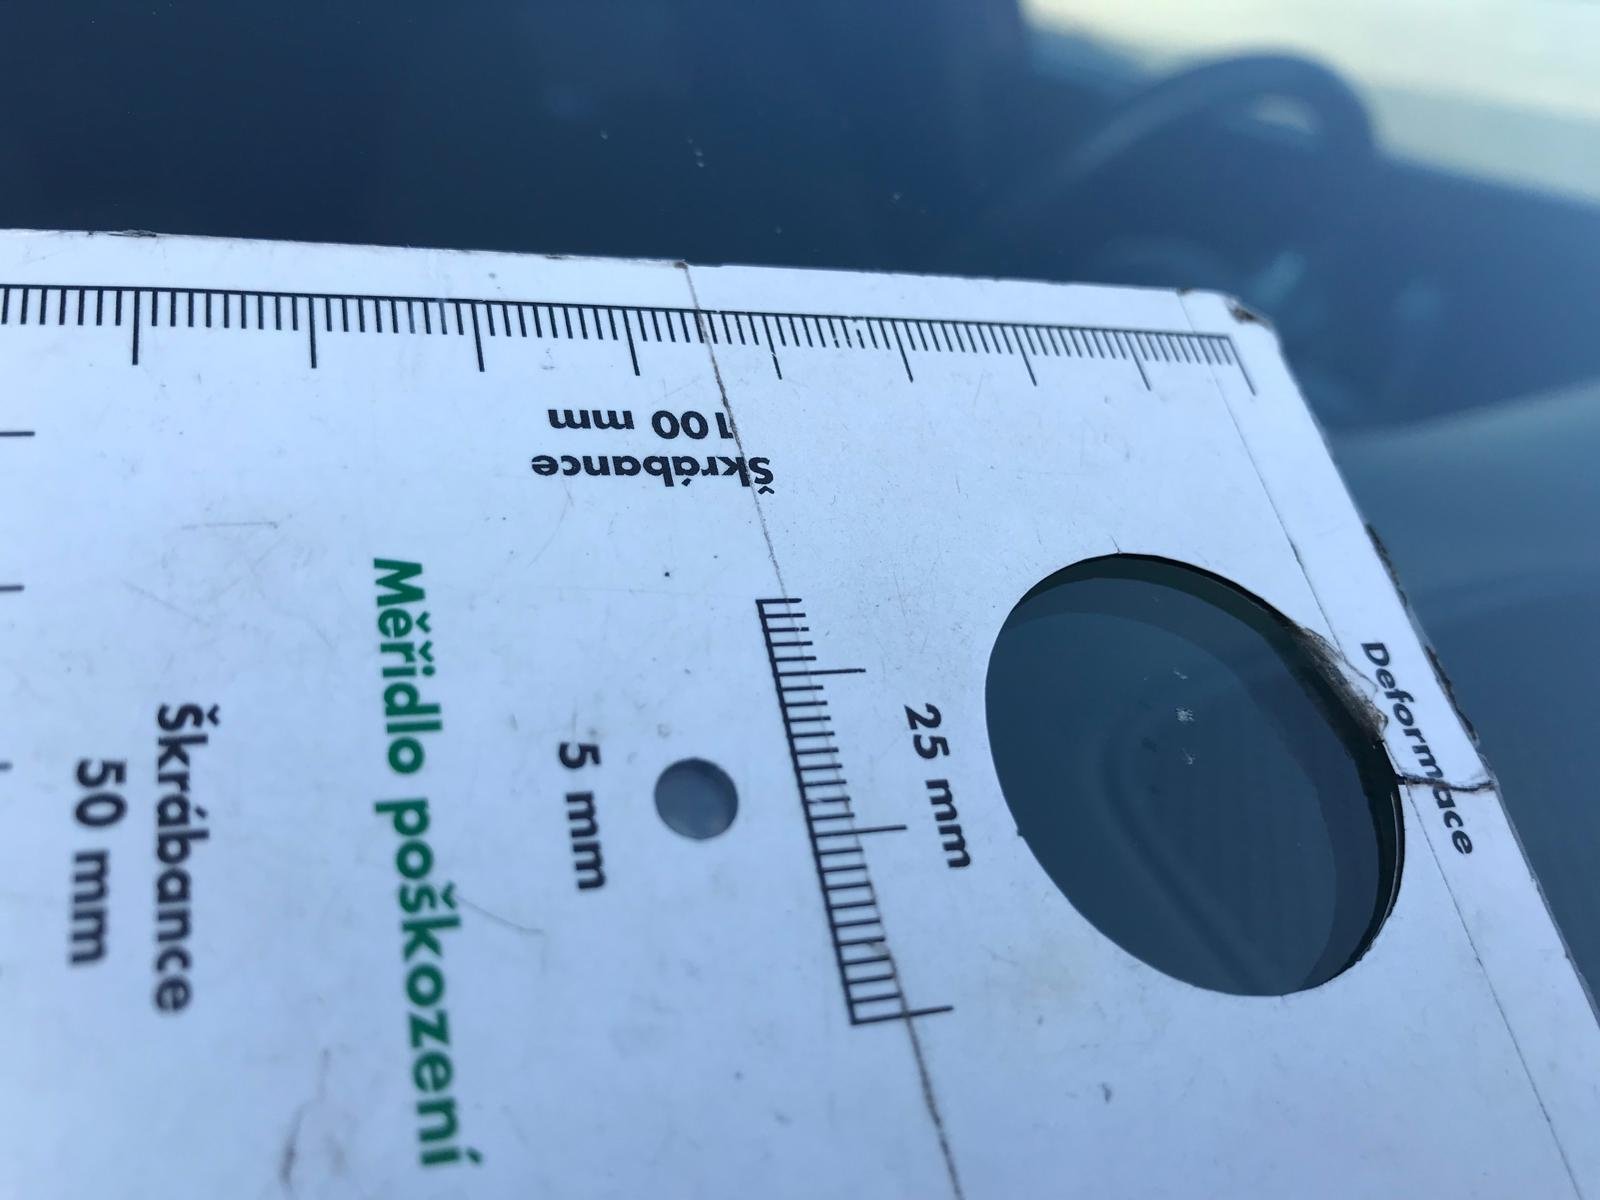 Škrábance
100 mm
Deformace
25 mm
5 mm
Měřidlo poškození
Škrábance
50 mm